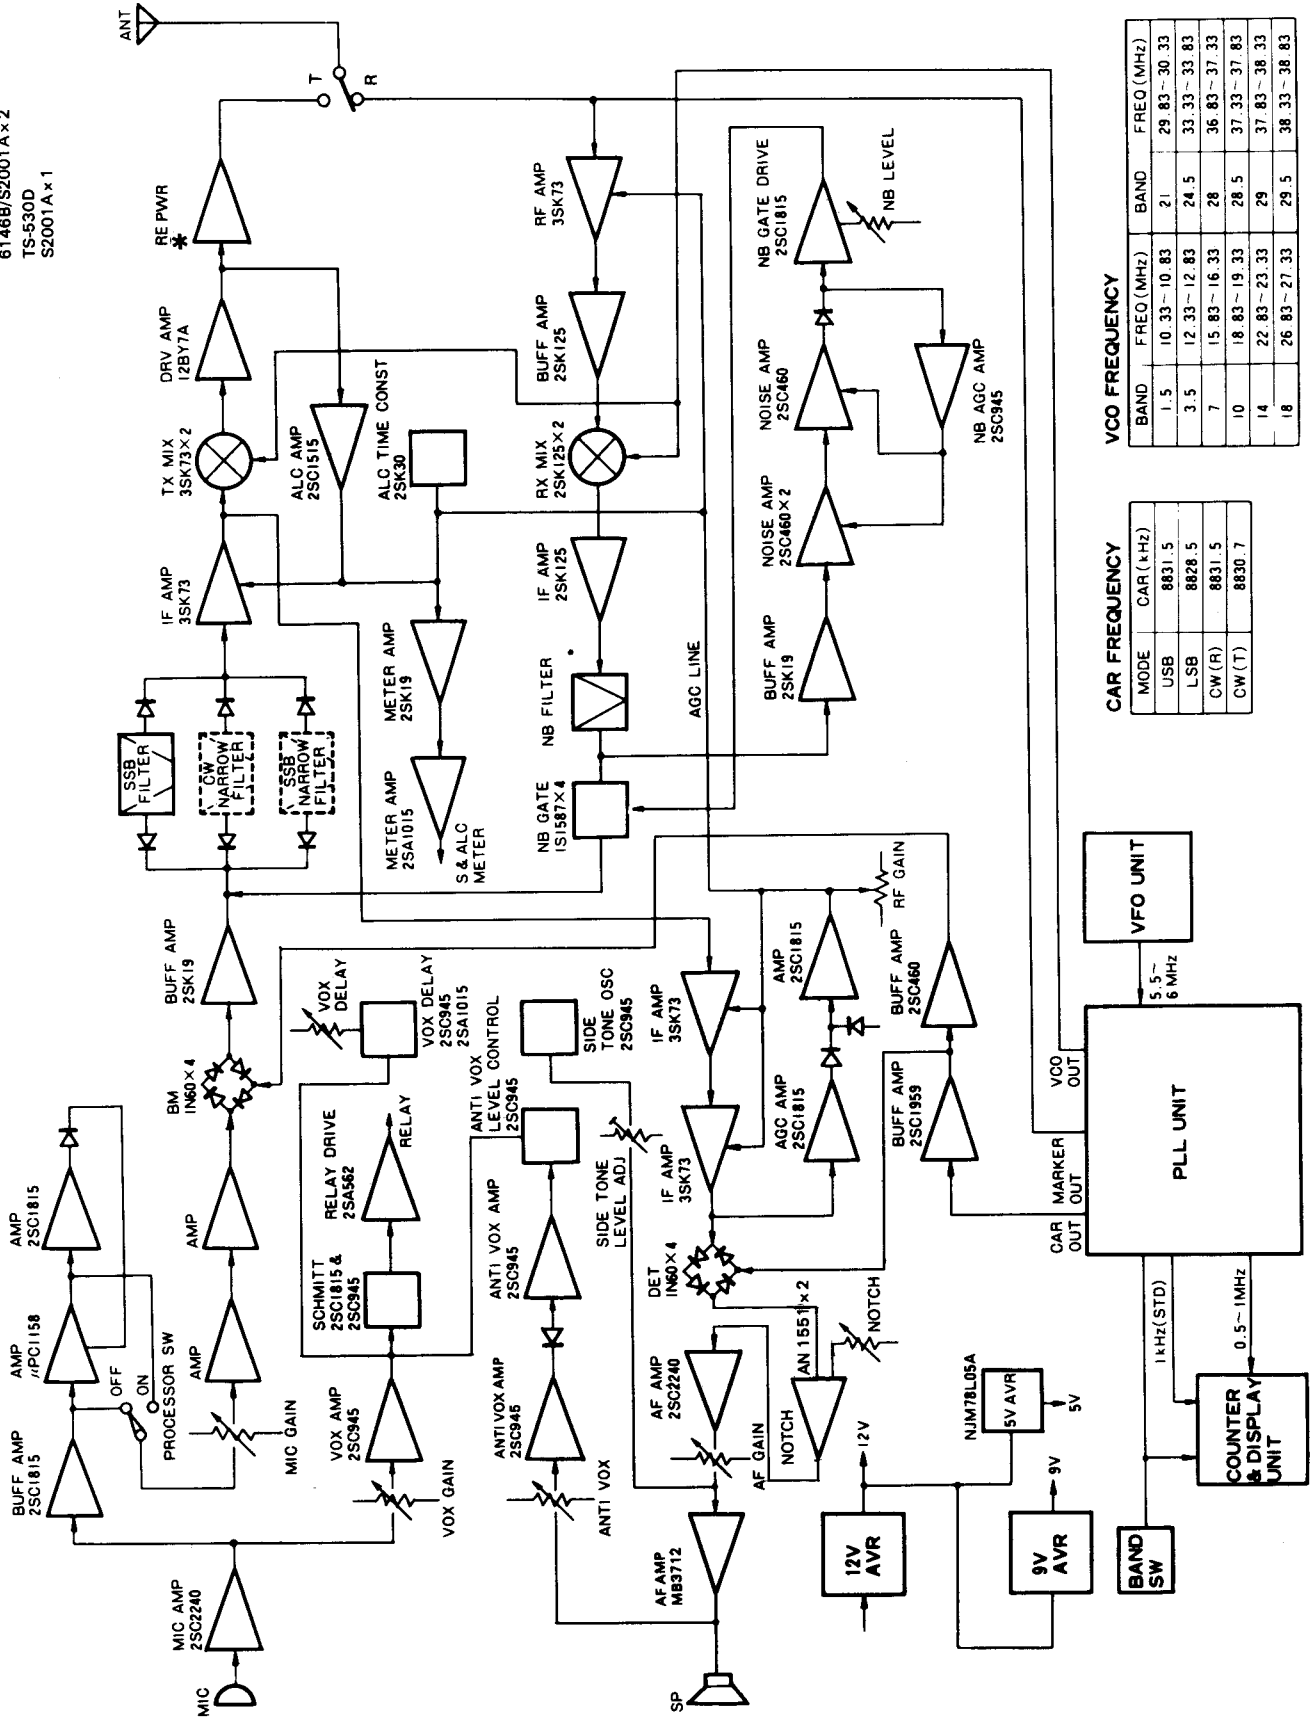 6146B/S2001A×2
TS-530D
S2001A×1
ANT
T
R
RE PWR
*
DRV AMP
12BY7A
TX MIX
3SK73×2
IF AMP
3SK73
SSB
FILTER
CW
NARROW
FILTER
SSB
NARROW
FILTER
BUFF AMP
2SK19
BM
IN60×4
AMP
AMP
MIC GAIN
AMP
2SC1815
AMP
μPC1158
OFF
ON
PROCESSOR SW
BUFF AMP
2SC1815
MIC AMP
2SC2240
MIC
ALC AMP
2SC1515
ALC TIME CONST
2SK30
METER AMP
2SK19
METER AMP
2SA1015
S & ALC
METER
VOX
DELAY
VOX DELAY
2SC945
2SA1015
RELAY
RELAY DRIVE
2SA562
SCHMITT
2SC1815 &
2SC945
VOX AMP
2SC945
VOX GAIN
ANTI VOX
LEVEL CONTROL
2SC945
ANTI VOX AMP
2SC945
ANTI VOX AMP
2SC945
ANTI VOX
SIDE
TONE OSC
2SC945
SIDE TONE
LEVEL ADJ
RF AMP
3SK73
BUFF AMP
2SK125
RX MIX
2SK125×2
IF AMP
2SK125
NB FILTER
NB GATE
1S1587×4
AGC LINE
NB GATE DRIVE
2SC1815
NB LEVEL
NOISE AMP
2SC460
NB AGC AMP
2SC945
NOISE AMP
2SC460×2
BUFF AMP
2SK19
IF AMP
3SK73
IF AMP
3SK73
AMP
2SC1815
RF GAIN
AGC AMP
2SC1815
BUFF AMP
2SC460
BUFF AMP
2SC1959
DET
IN60×4
AN 1551×2
NOTCH
NOTCH
AF AMP
2SC2240
AF GAIN
AF AMP
MB3712
SP
12V
AVR
12V
NJM78L05A
5V AVR
5V
9V
AVR
9V
VFO UNIT
5.5~
6 MHz
PLL UNIT
VCO
OUT
MARKER
OUT
CAR
OUT
1kHz (STD)
0.5~1MHz
COUNTER
& DISPLAY
UNIT
BAND
SW
CAR FREQUENCY
MODE CAR (kHz)
USB 8831.5
LSB 8828.5
CW (R) 8831.5
CW (T) 8830.7
VCO FREQUENCY
BAND FREQ (MHz) BAND FREQ (MHz)
1.5 10.33~10.83 21 29.83~30.33
3.5 12.33~12.83 24.5 33.33~33.83
7 15.83~16.33 28 36.83~37.33
10 18.83~19.33 28.5 37.33~37.83
14 22.83~23.33 29 37.83~38.33
18 26.83~27.33 29.5 38.33~38.83